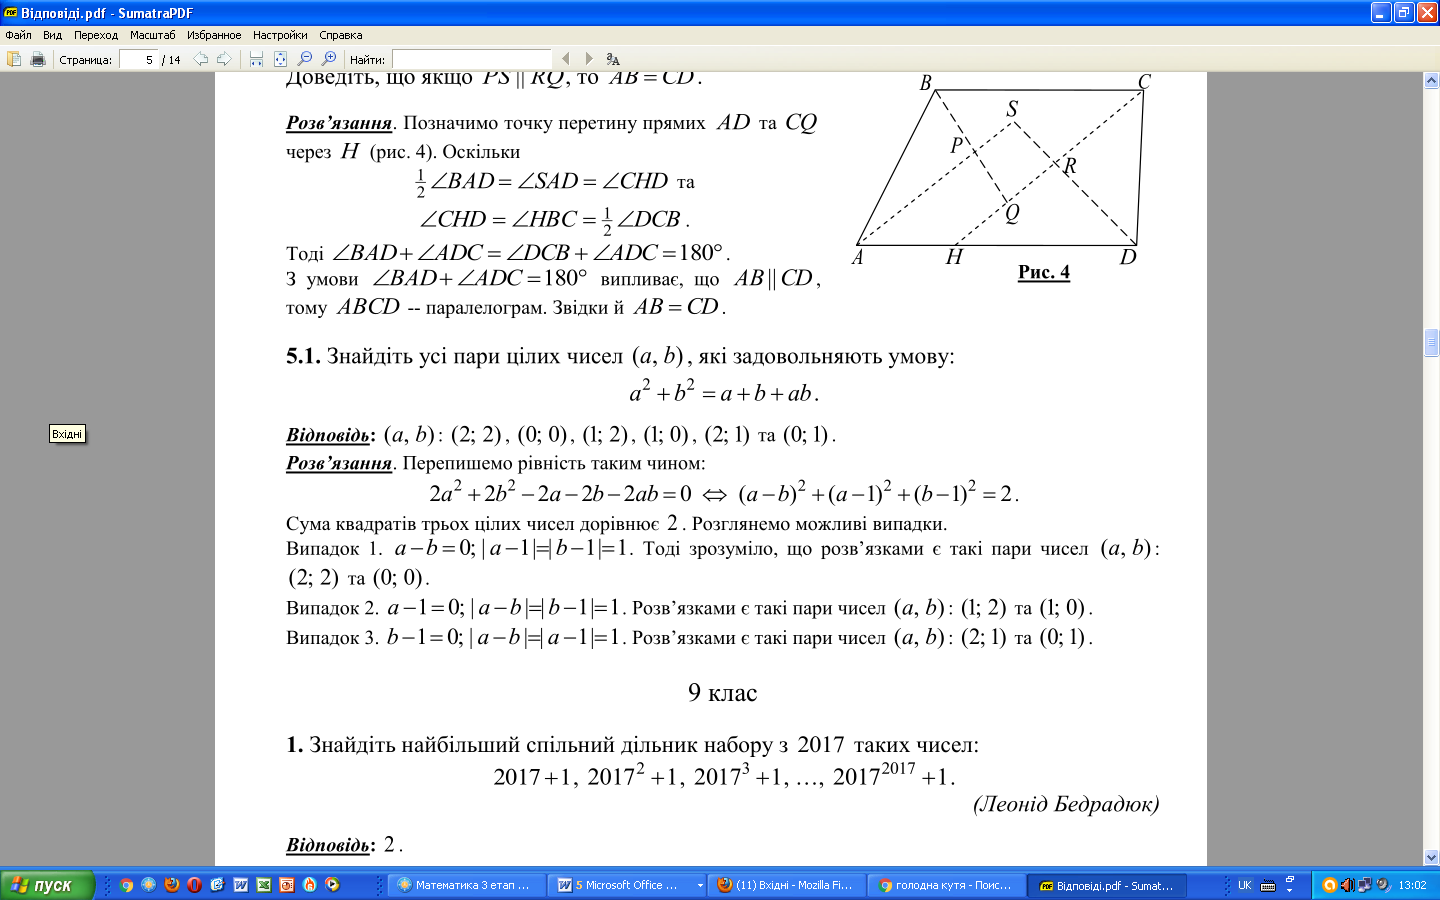 Відповіді.pdf - SumatraPDF
Файл Вид Переход Масштаб Избранное Настройки Справка
Страница: 5 / 14 Найти:
Доведіть, що якщо PS || RQ, то AB = CD.
Розв’язання. Позначимо точку перетину прямих AD та CQ
через H (рис. 4). Оскільки
½∠BAD = ∠SAD = ∠CHD та
∠CHD = ∠HBC = ½∠DCB.
Тоді ∠BAD + ∠ADC = ∠DCB + ∠ADC = 180°.
З умови ∠BAD + ∠ADC = 180° випливає, що AB || CD,
тому ABCD -- паралелограм. Звідки й AB = CD.
B C
S
P
R
Q
A H D
Рис. 4
5.1. Знайдіть усі пари цілих чисел (a, b), які задовольняють умову:
a² + b² = a + b + ab.
Відповідь: (a, b): (2; 2), (0; 0), (1; 2), (1; 0), (2; 1) та (0; 1).
Розв’язання. Перепишемо рівність таким чином:
2a² + 2b² − 2a − 2b − 2ab = 0 ⇔ (a − b)² + (a − 1)² + (b − 1)² = 2.
Сума квадратів трьох цілих чисел дорівнює 2. Розглянемо можливі випадки.
Випадок 1. a − b = 0; | a − 1 |=| b − 1 |= 1. Тоді зрозуміло, що розв’язками є такі пари чисел (a, b):
(2; 2) та (0; 0).
Випадок 2. a − 1 = 0; | a − b |=| b − 1 |= 1. Розв’язками є такі пари чисел (a, b): (1; 2) та (1; 0).
Випадок 3. b − 1 = 0; | a − b |=| a − 1 |= 1. Розв’язками є такі пари чисел (a, b): (2; 1) та (0; 1).
Вхідні
9 клас
1. Знайдіть найбільший спільний дільник набору з 2017 таких чисел:
2017 + 1, 2017² + 1, 2017³ + 1, …, 2017²⁰¹⁷ + 1.
(Леонід Бедрадюк)
Відповідь: 2.
пуск Математика 3 етап ... 5 Microsoft Office ... (11) Вхідні - Mozilla Fi... голодна кутя - Поис... Відповіді.pdf - Sumat... UK 13:02